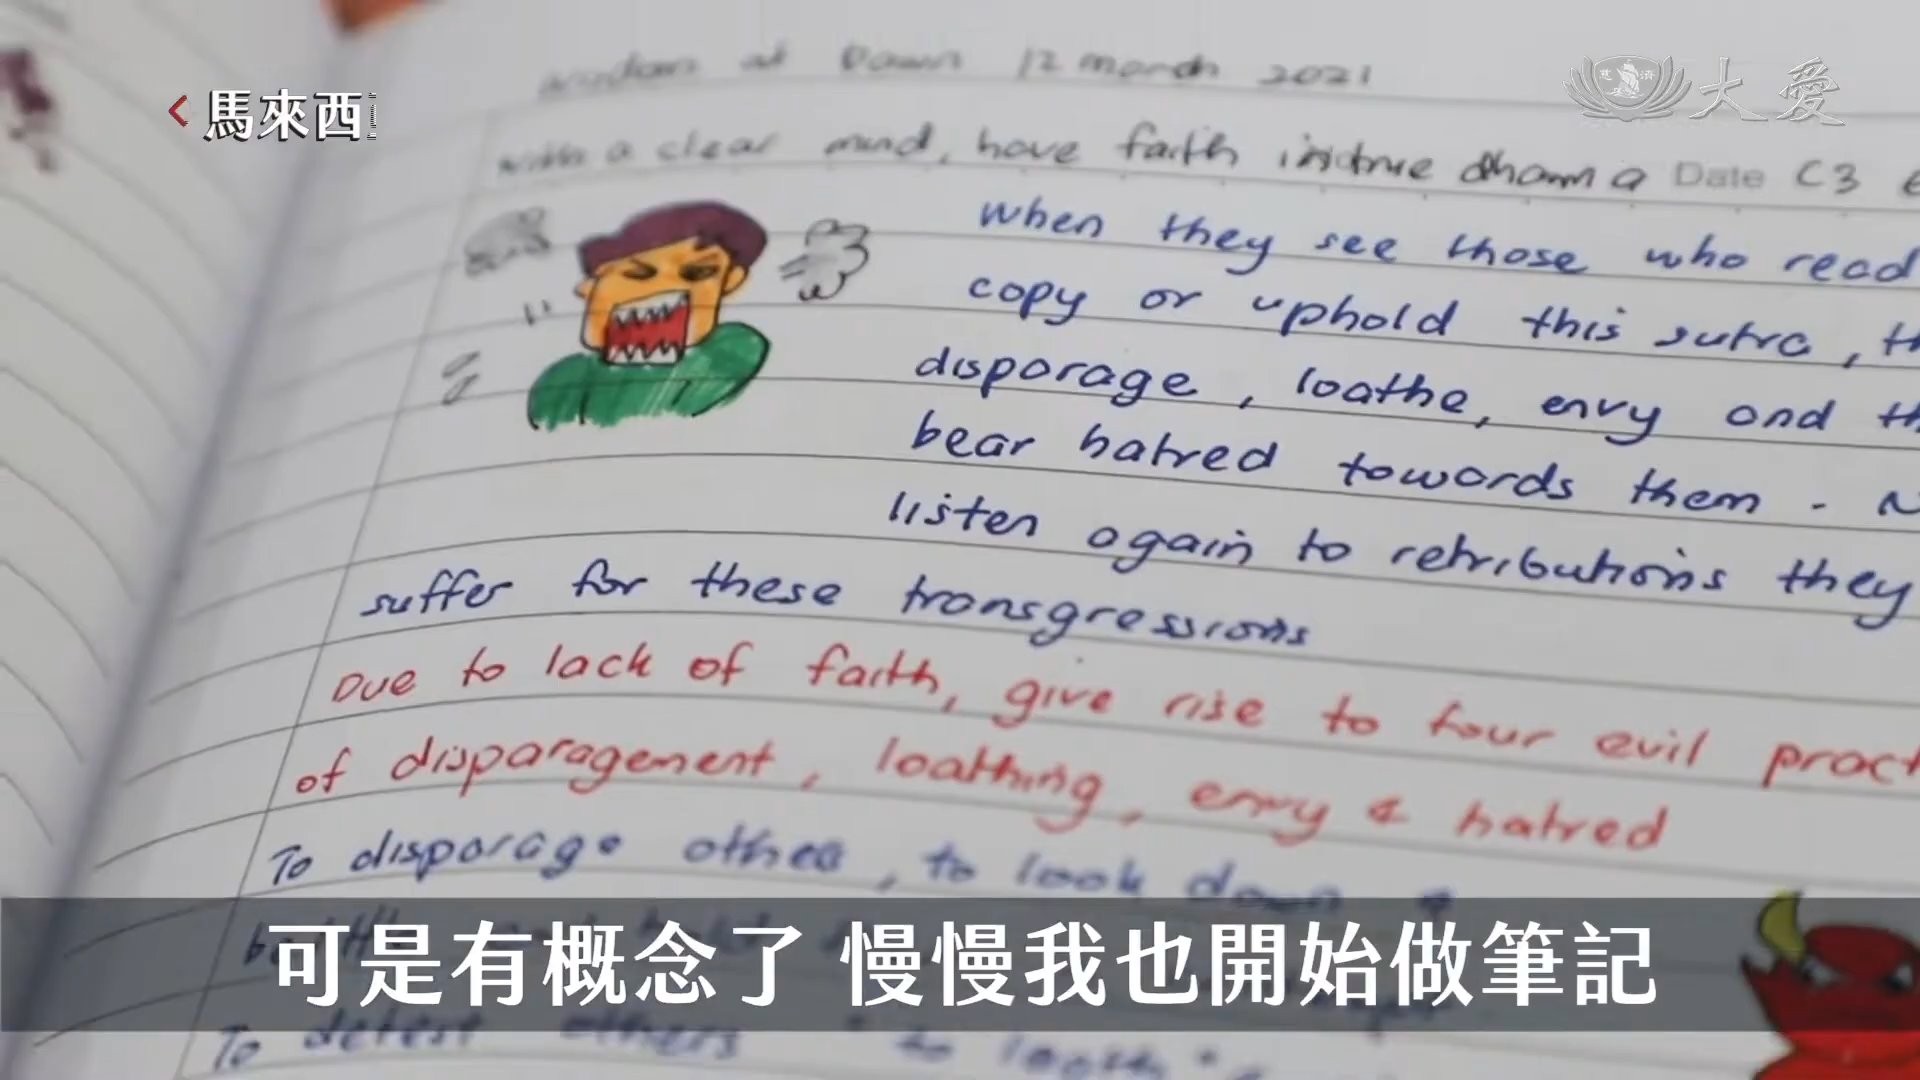 馬來西
大愛
at Dawn 12 march 2021
with a clear mind, have faith in true dhamma Date C3
When they see those who read
copy or uphold this sutra,
disparage, loathe, envy and
bear hatred towards them.
listen again to retributions they
suffer for these transgressions
Due to lack of faith, give rise to four evil
of disparagement, loathing, envy & hatred
To disparage others, to look down
可是有概念了 慢慢我也開始做筆記
To detest others "to loath"